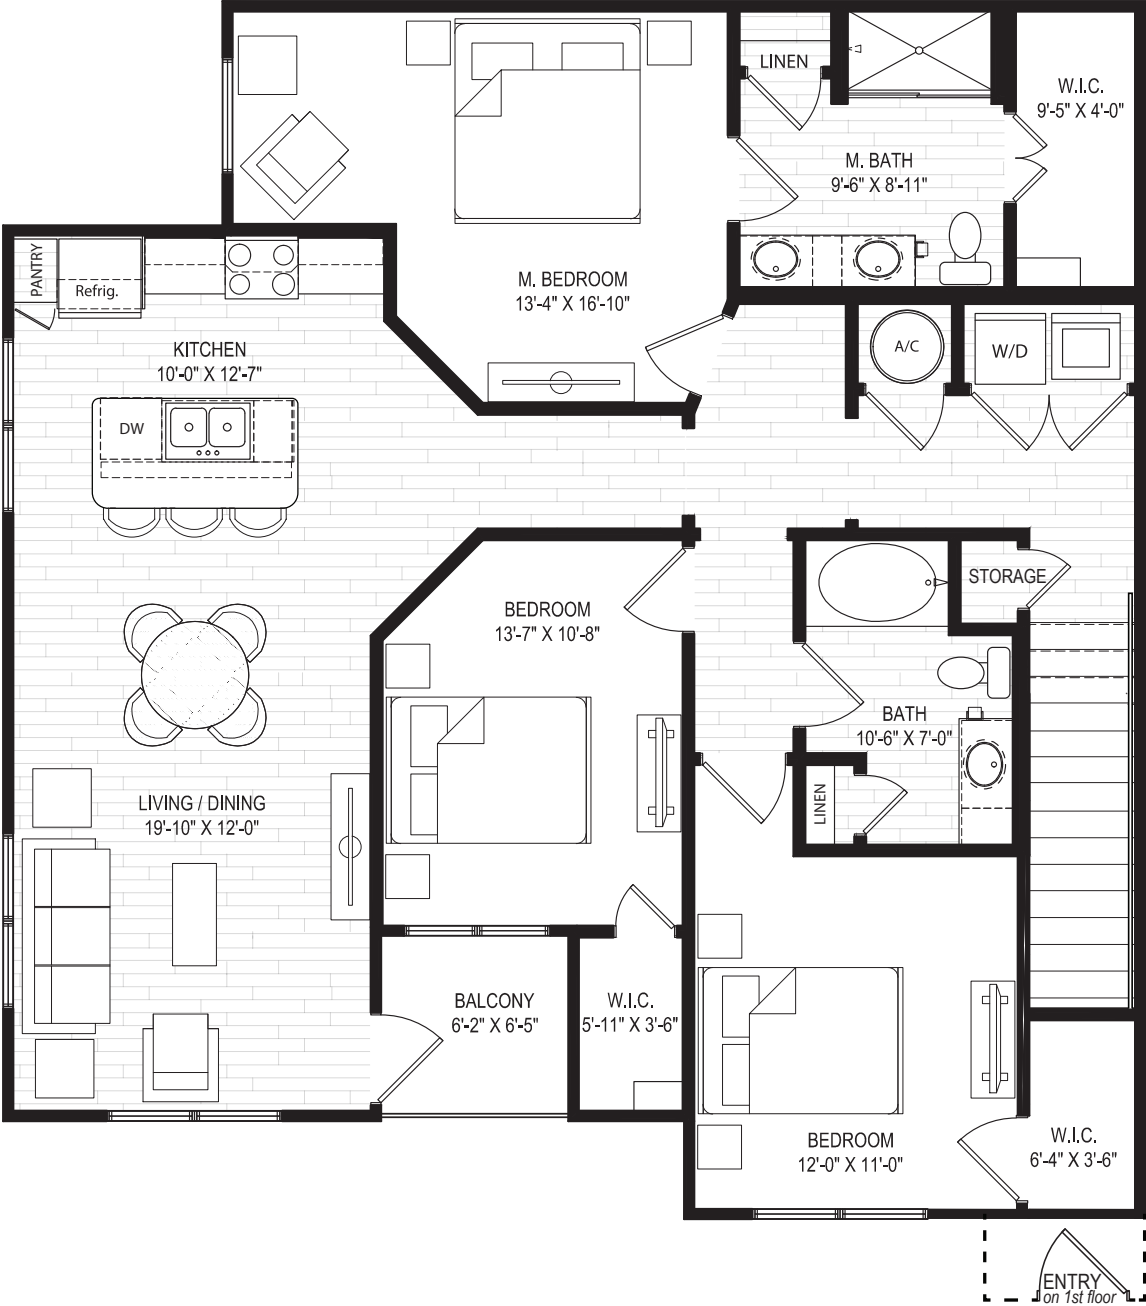 LINEN
W.I.C.
9'-5" X 4'-0"
M. BATH
9'-6" X 8'-11"
PANTRY
Refrig.
M. BEDROOM
13'-4" X 16'-10"
KITCHEN
10'-0" X 12'-7"
A/C
W/D
DW
STORAGE
BEDROOM
13'-7" X 10'-8"
BATH
10'-6" X 7'-0"
LIVING / DINING
19'-10" X 12'-0"
LINEN
BALCONY
6'-2" X 6'-5"
W.I.C.
5'-11" X 3'-6"
BEDROOM
12'-0" X 11'-0"
W.I.C.
6'-4" X 3'-6"
ENTRY
on 1st floor